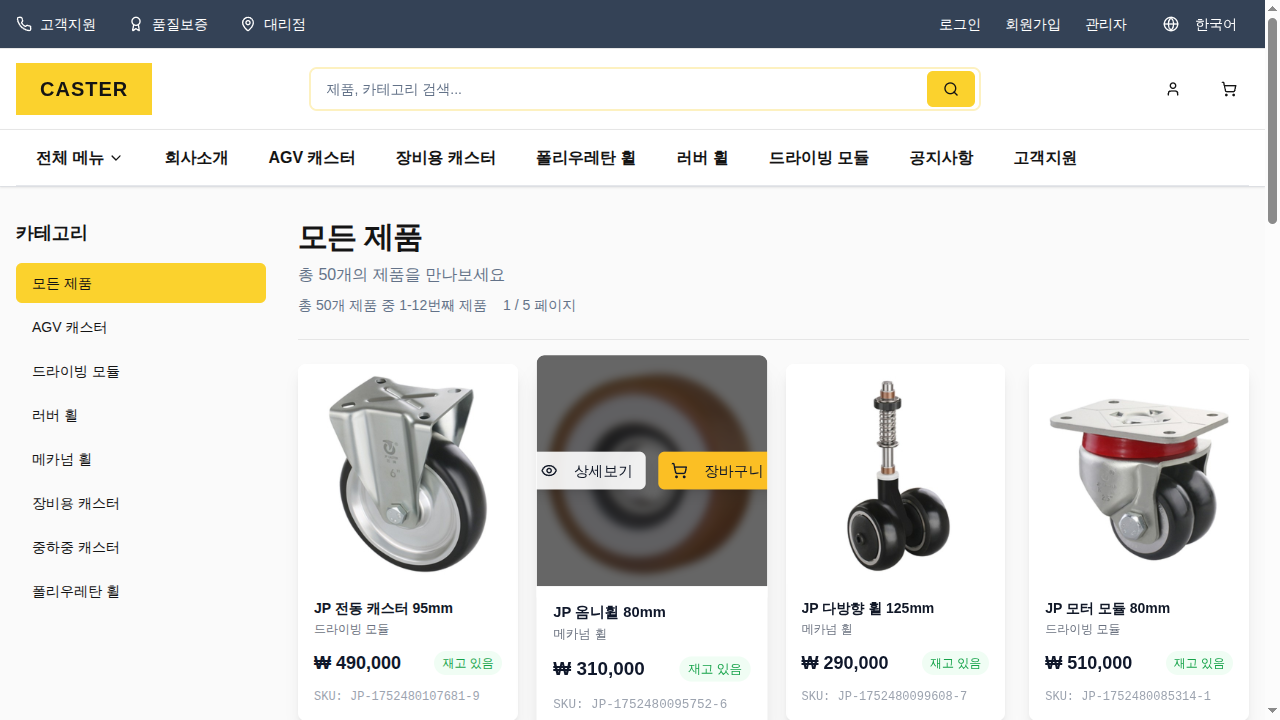 고객지원 품질보증 대리점 로그인 회원가입 관리자 한국어
CASTER 제품, 카테고리 검색...
전체 메뉴 회사소개 AGV 캐스터 장비용 캐스터 폴리우레탄 휠 러버 휠 드라이빙 모듈 공지사항 고객지원
카테고리
모든 제품
AGV 캐스터
드라이빙 모듈
러버 휠
메카넘 휠
장비용 캐스터
중하중 캐스터
폴리우레탄 휠
모든 제품
총 50개의 제품을 만나보세요
총 50개 제품 중 1-12번째 제품 1 / 5 페이지
6"
JP 전동 캐스터 95mm
드라이빙 모듈
₩ 490,000 재고 있음
SKU: JP-1752480107681-9
상세보기 장바구니
JP 옴니휠 80mm
메카넘 휠
₩ 310,000 재고 있음
SKU: JP-1752480095752-6
JP 다방향 휠 125mm
메카넘 휠
₩ 290,000 재고 있음
SKU: JP-1752480099608-7
JP 모터 모듈 80mm
드라이빙 모듈
₩ 510,000 재고 있음
SKU: JP-1752480085314-1